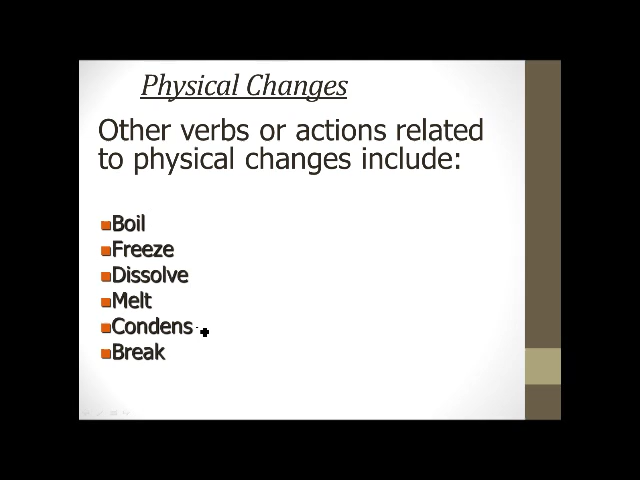 Physical Changes
Other verbs or actions related
to physical changes include:
Boil
Freeze
Dissolve
Melt
Condens
Break